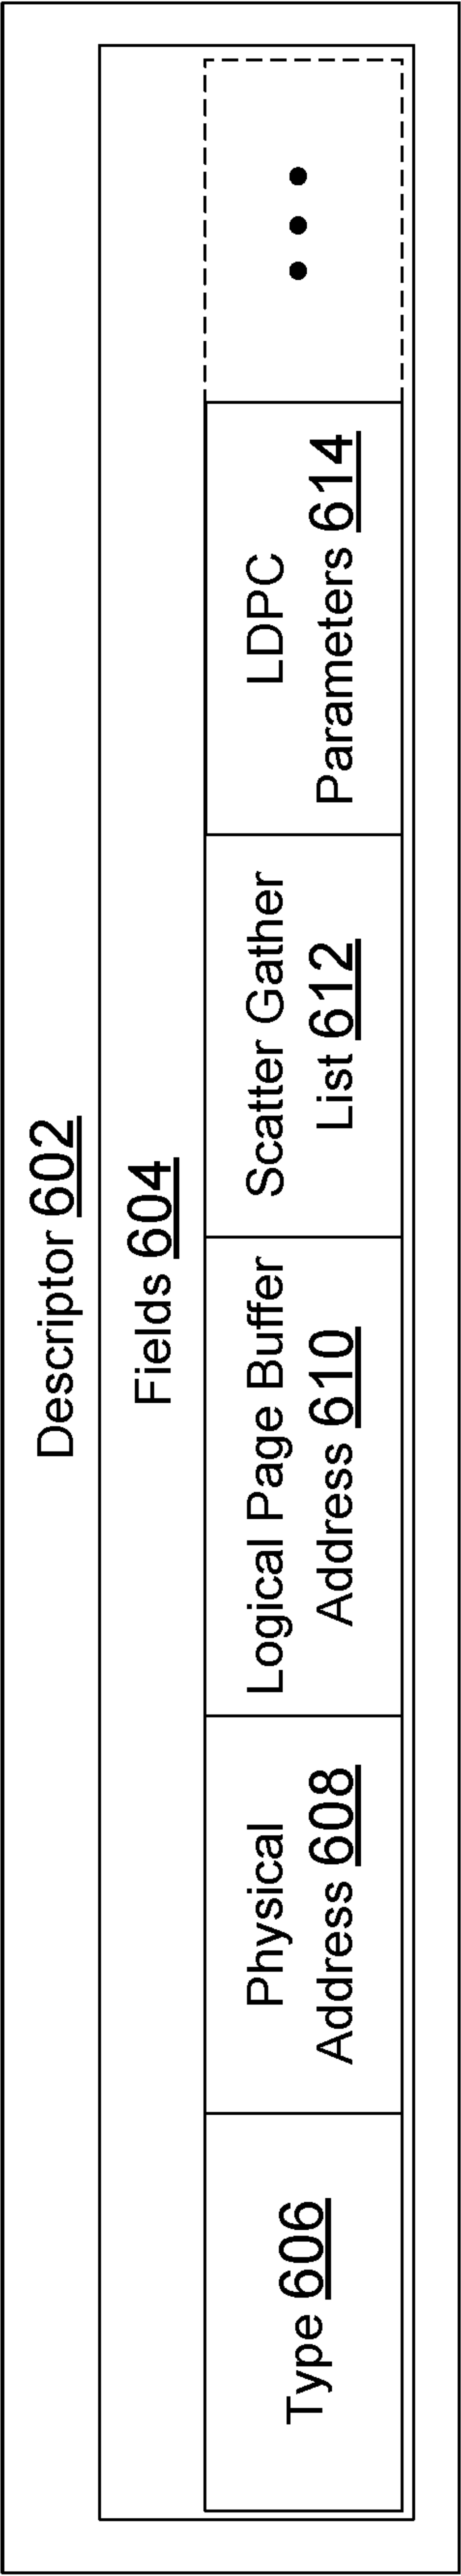 Descriptor 602
Fields 604
Type 606
Physical
Address 608
Logical Page Buffer
Address 610
Scatter Gather
List 612
LDPC
Parameters 614